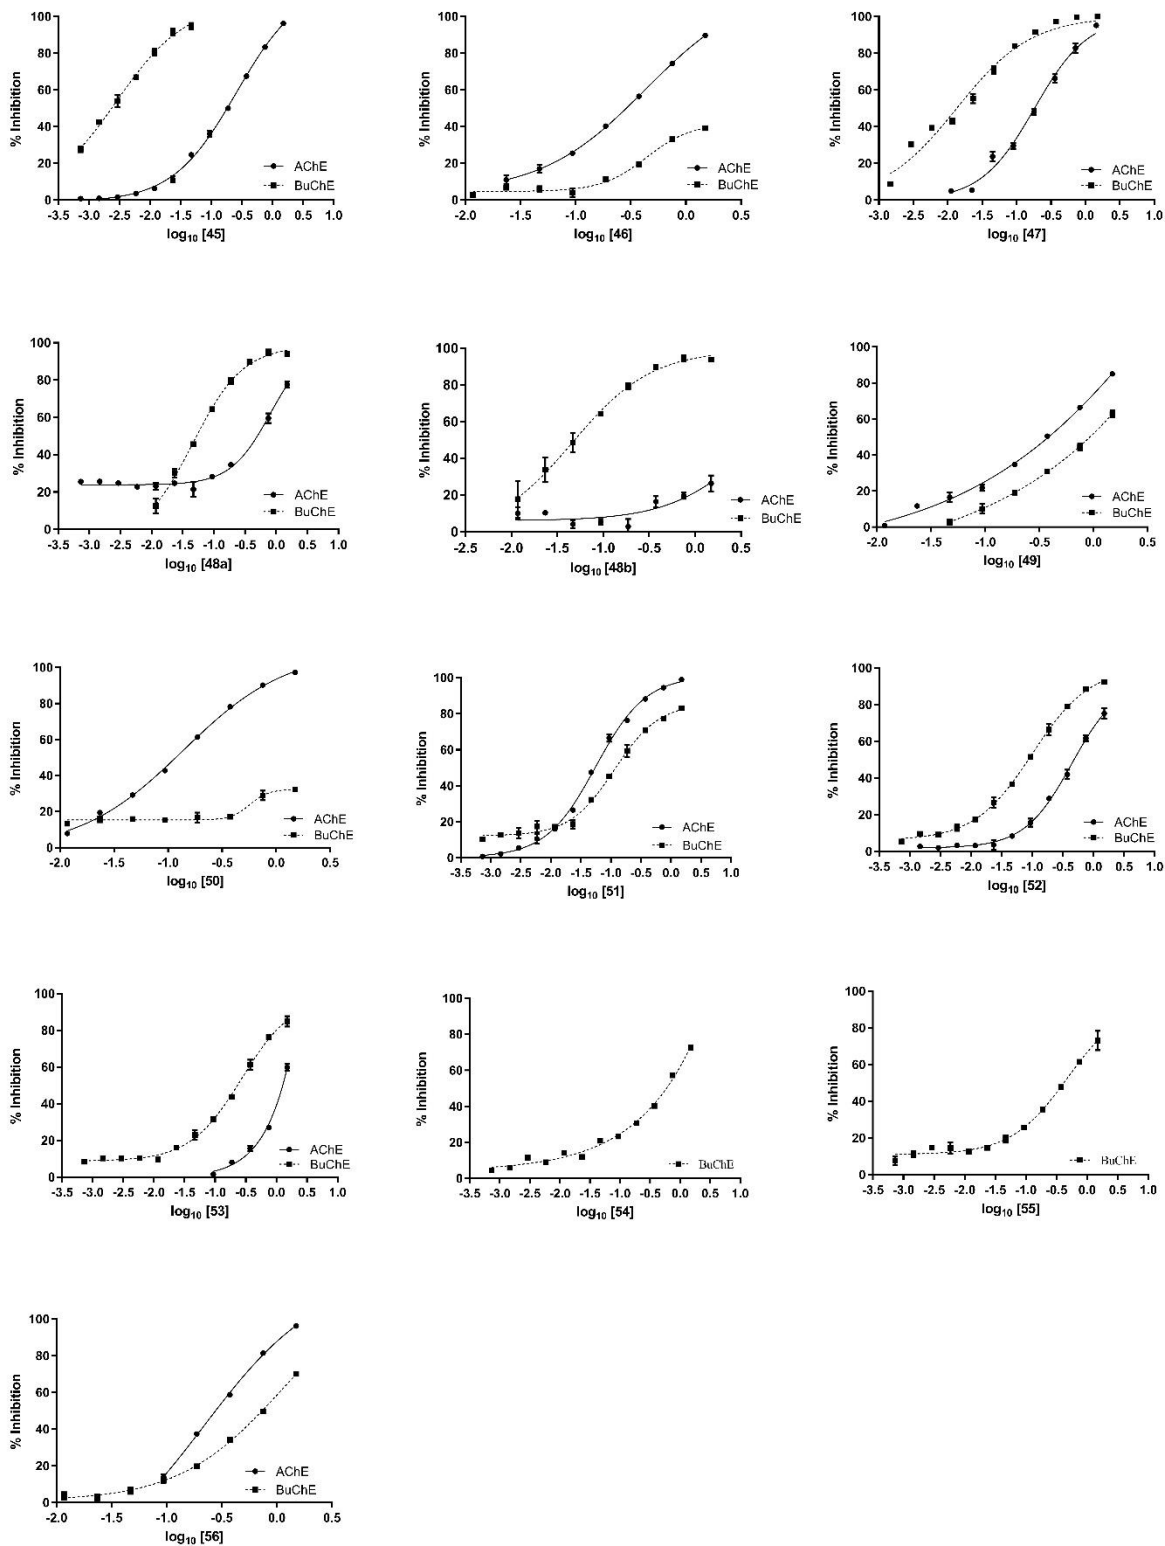 100
80
60
40
20
0
% Inhibition
AChE
BuChE
-3.5 -3.0 -2.5 -2.0 -1.5 -1.0 -0.5 0.0 0.5 1.0
log10 [45]
100
80
60
40
20
0
% Inhibition
AChE
BuChE
-2.0 -1.5 -1.0 -0.5 0.0 0.5
log10 [46]
100
80
60
40
20
0
% Inhibition
AChE
BuChE
-3.0 -2.5 -2.0 -1.5 -1.0 -0.5 0.0 0.5 1.0
log10 [47]
100
80
60
40
20
0
% Inhibition
AChE
BuChE
-3.5 -3.0 -2.5 -2.0 -1.5 -1.0 -0.5 0.0 0.5 1.0
log10 [48a]
100
80
60
40
20
0
% Inhibition
AChE
BuChE
-2.5 -2.0 -1.5 -1.0 -0.5 0.0 0.5
log10 [48b]
100
80
60
40
20
0
% Inhibition
AChE
BuChE
-2.0 -1.5 -1.0 -0.5 0.0 0.5
log10 [49]
100
80
60
40
20
0
% Inhibition
AChE
BuChE
-2.0 -1.5 -1.0 -0.5 0.0 0.5
log10 [50]
100
80
60
40
20
0
% Inhibition
AChE
BuChE
-3.5 -3.0 -2.5 -2.0 -1.5 -1.0 -0.5 0.0 0.5 1.0
log10 [51]
100
80
60
40
20
0
% Inhibition
AChE
BuChE
-3.5 -3.0 -2.5 -2.0 -1.5 -1.0 -0.5 0.0 0.5 1.0
log10 [52]
100
80
60
40
20
0
% Inhibition
AChE
BuChE
-3.5 -3.0 -2.5 -2.0 -1.5 -1.0 -0.5 0.0 0.5 1.0
log10 [53]
100
80
60
40
20
0
% Inhibition
BuChE
-3.5 -3.0 -2.5 -2.0 -1.5 -1.0 -0.5 0.0 0.5 1.0
log10 [54]
100
80
60
40
20
0
% Inhibition
BuChE
-3.5 -3.0 -2.5 -2.0 -1.5 -1.0 -0.5 0.0 0.5 1.0
log10 [55]
100
80
60
40
20
0
% Inhibition
AChE
BuChE
-2.0 -1.5 -1.0 -0.5 0.0 0.5
log10 [56]